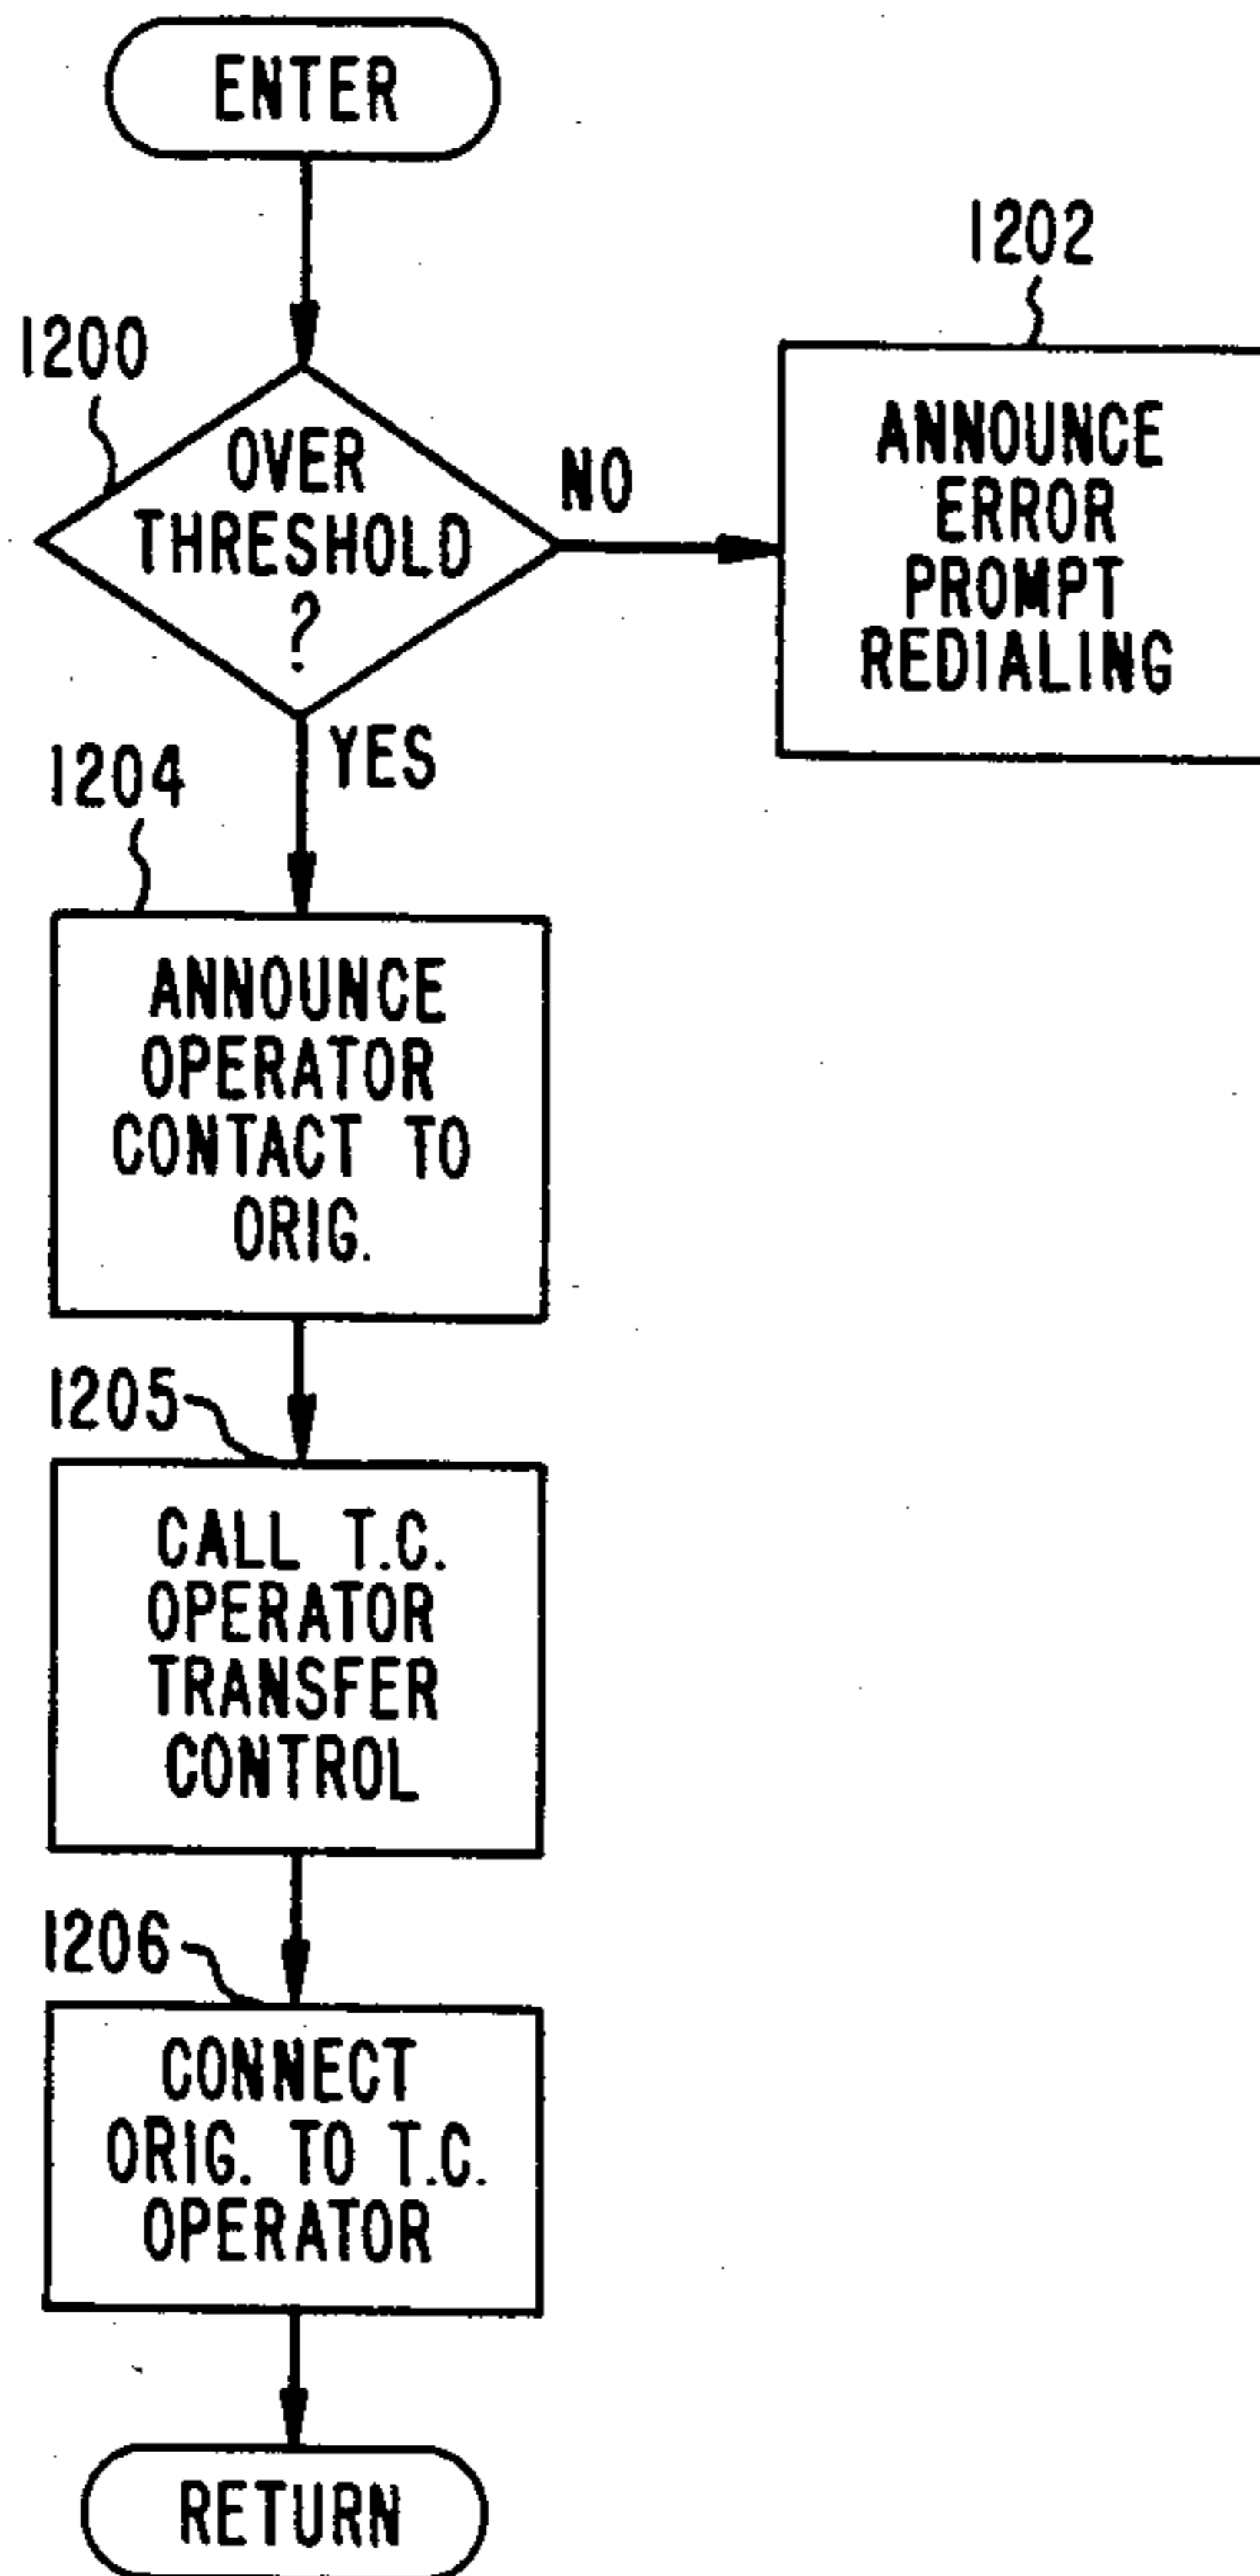 ENTER
1202
1200
OVER
THRESHOLD
?
NO
ANNOUNCE
ERROR
PROMPT
REDIALING
YES
1204
ANNOUNCE
OPERATOR
CONTACT TO
ORIG.
1205
CALL T.C.
OPERATOR
TRANSFER
CONTROL
1206
CONNECT
ORIG. TO T.C.
OPERATOR
RETURN